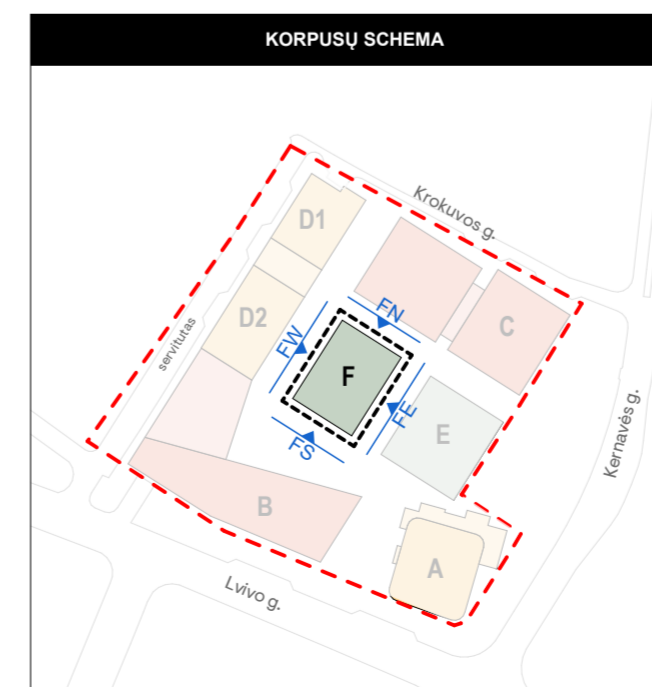 KORPUSŲ SCHEMA
Krokuvos g.
D1
FN
C
D2
servitutas
FW
F
FE
E
Kernavės g.
FS
B
A
Lvivo g.